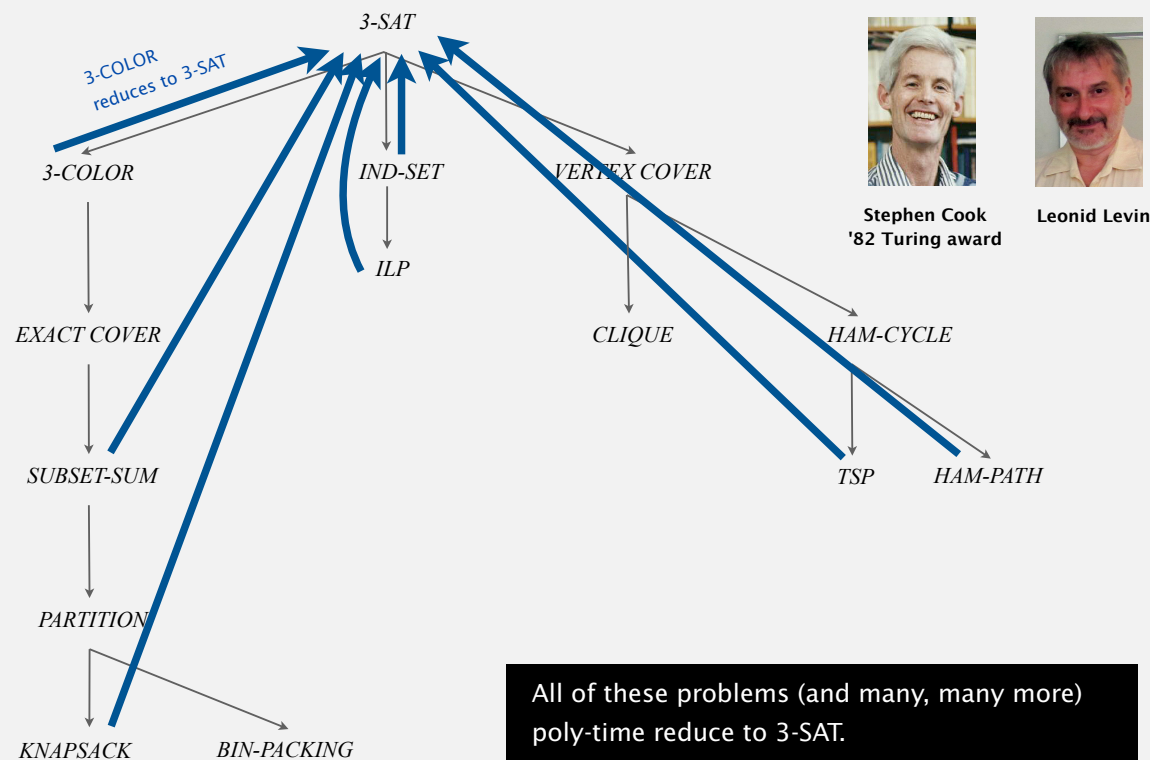 3-SAT
3-COLOR
reduces to 3-SAT
3-COLOR
IND-SET
VERTEX COVER
Stephen Cook
'82 Turing award
Leonid Levin
ILP
EXACT COVER
CLIQUE
HAM-CYCLE
SUBSET-SUM
TSP
HAM-PATH
PARTITION
All of these problems (and many, many more)
poly-time reduce to 3-SAT.
KNAPSACK
BIN-PACKING